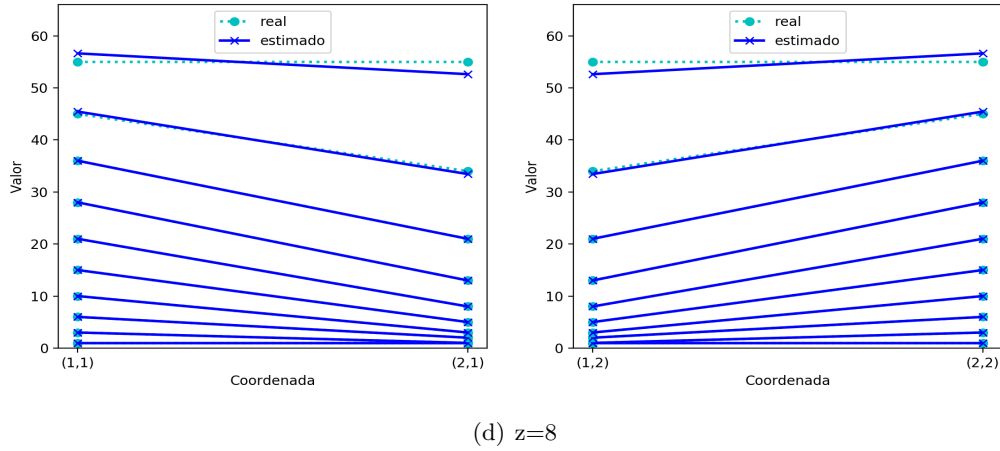 real
estimado
Valor
60
50
40
30
20
10
0
(1,1)
(2,1)
Coordenada
real
estimado
Valor
60
50
40
30
20
10
0
(1,2)
(2,2)
Coordenada
(d) z=8